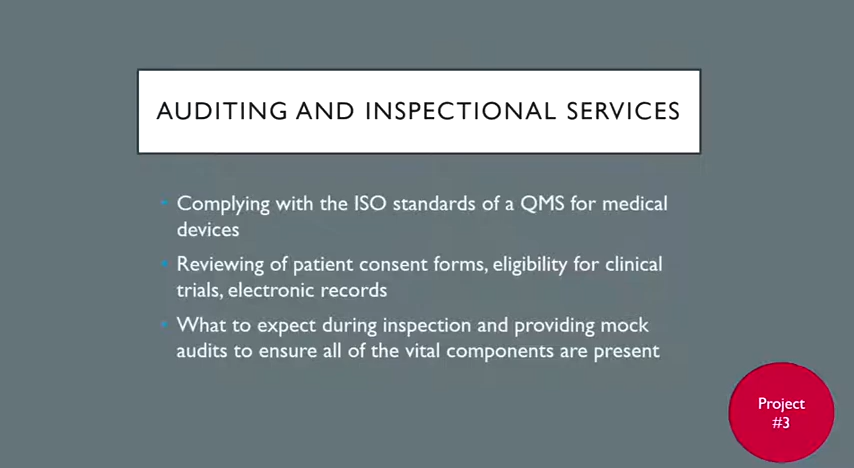 AUDITING AND INSPECTIONAL SERVICES
Complying with the ISO standards of a QMS for medical
devices
Reviewing of patient consent forms, eligibility for clinical
trials, electronic records
What to expect during inspection and providing mock
audits to ensure all of the vital components are present
Project
#3